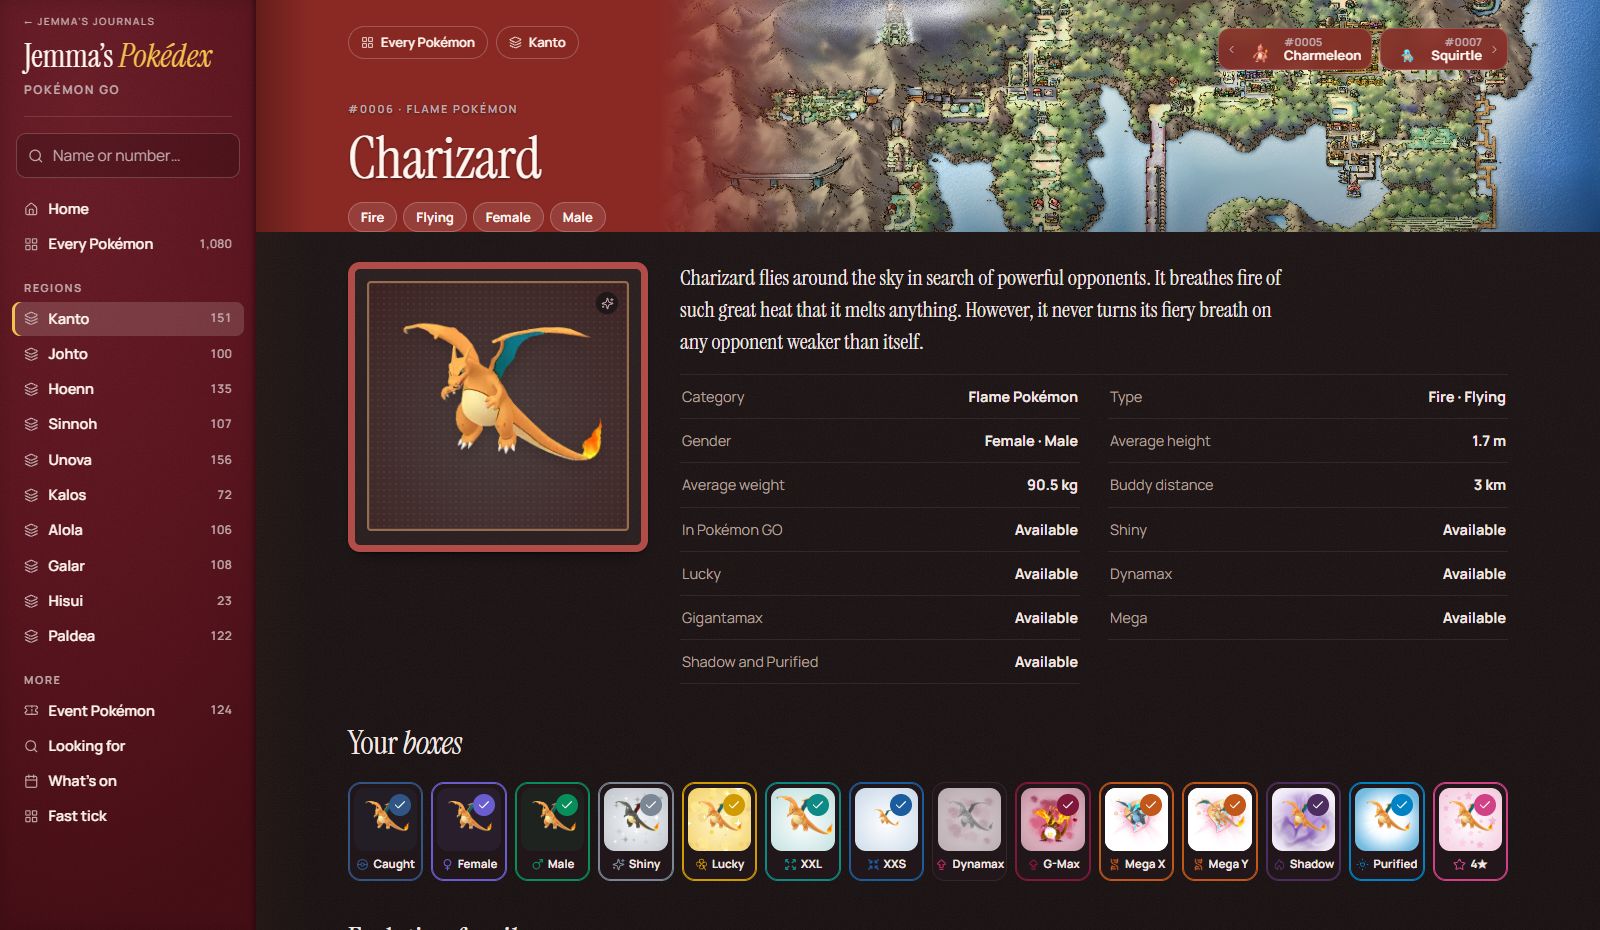 ← JEMMA'S JOURNALS
Jemma's Pokédex
POKÉMON GO
Name or number...
Home
Every Pokémon 1,080
REGIONS
Kanto 151
Johto 100
Hoenn 135
Sinnoh 107
Unova 156
Kalos 72
Alola 106
Galar 108
Hisui 23
Paldea 122
MORE
Event Pokémon 124
Looking for
What's on
Fast tick
Every Pokémon Kanto
#0005
Charmeleon
#0007
Squirtle
#0006 · FLAME POKÉMON
Charizard
Fire Flying Female Male
Charizard flies around the sky in search of powerful opponents. It breathes fire of
such great heat that it melts anything. However, it never turns its fiery breath on
any opponent weaker than itself.
Category Flame Pokémon Type Fire · Flying
Gender Female · Male Average height 1.7 m
Average weight 90.5 kg Buddy distance 3 km
In Pokémon GO Available Shiny Available
Lucky Available Dynamax Available
Gigantamax Available Mega Available
Shadow and Purified Available
Your boxes
Caught Female Male Shiny Lucky XXL XXS Dynamax G-Max Mega X Mega Y Shadow Purified 4★